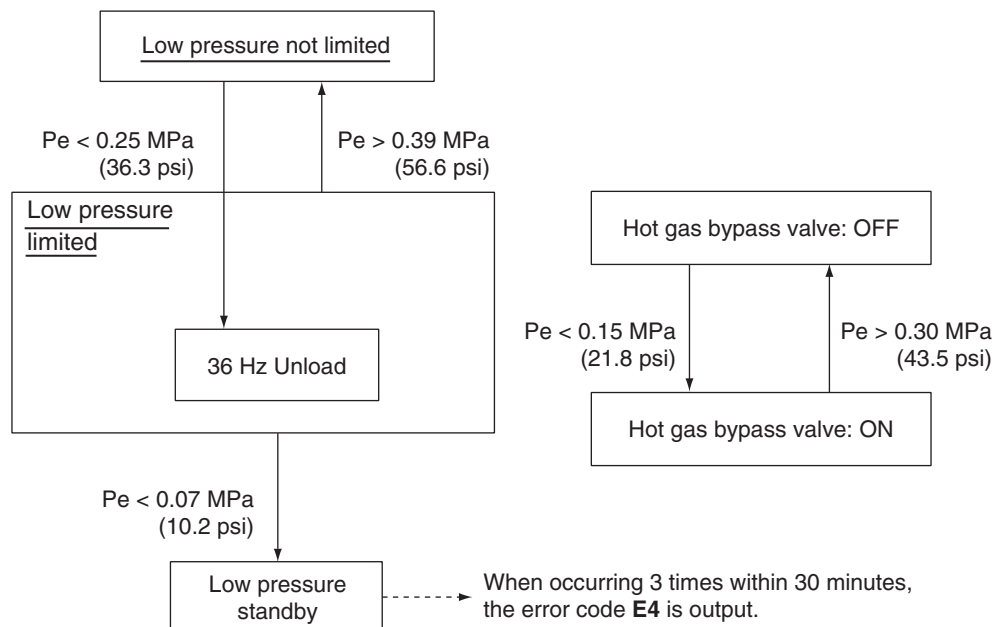 Low pressure not limited
Pe < 0.25 MPa
(36.3 psi)
Pe > 0.39 MPa
(56.6 psi)
Low pressure
limited
36 Hz Unload
Pe < 0.07 MPa
(10.2 psi)
Low pressure
standby
When occurring 3 times within 30 minutes,
the error code E4 is output.
Hot gas bypass valve: OFF
Pe < 0.15 MPa
(21.8 psi)
Pe > 0.30 MPa
(43.5 psi)
Hot gas bypass valve: ON